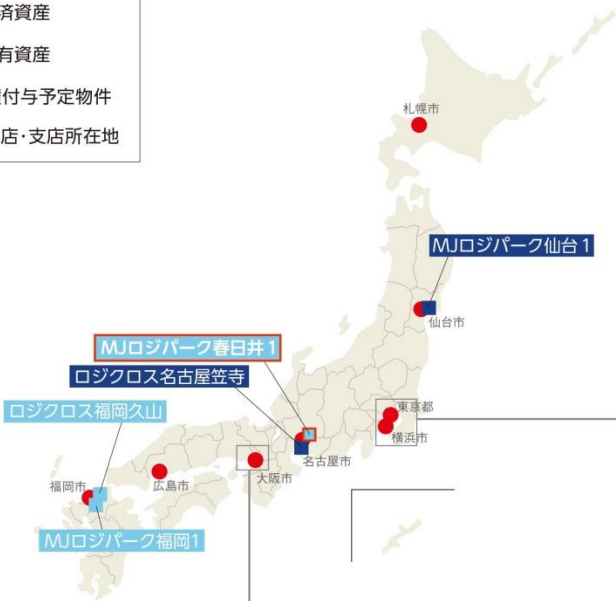 済資産
有資産
付与予定物件
店・支店所在地
札幌市
MJロジパーク仙台1
仙台市
MJロジパーク春日井1
ロジクロス名古屋笠寺
ロジクロス福岡久山
東京都
横浜市
名古屋市
大阪市
広島市
福岡市
MJロジパーク福岡1